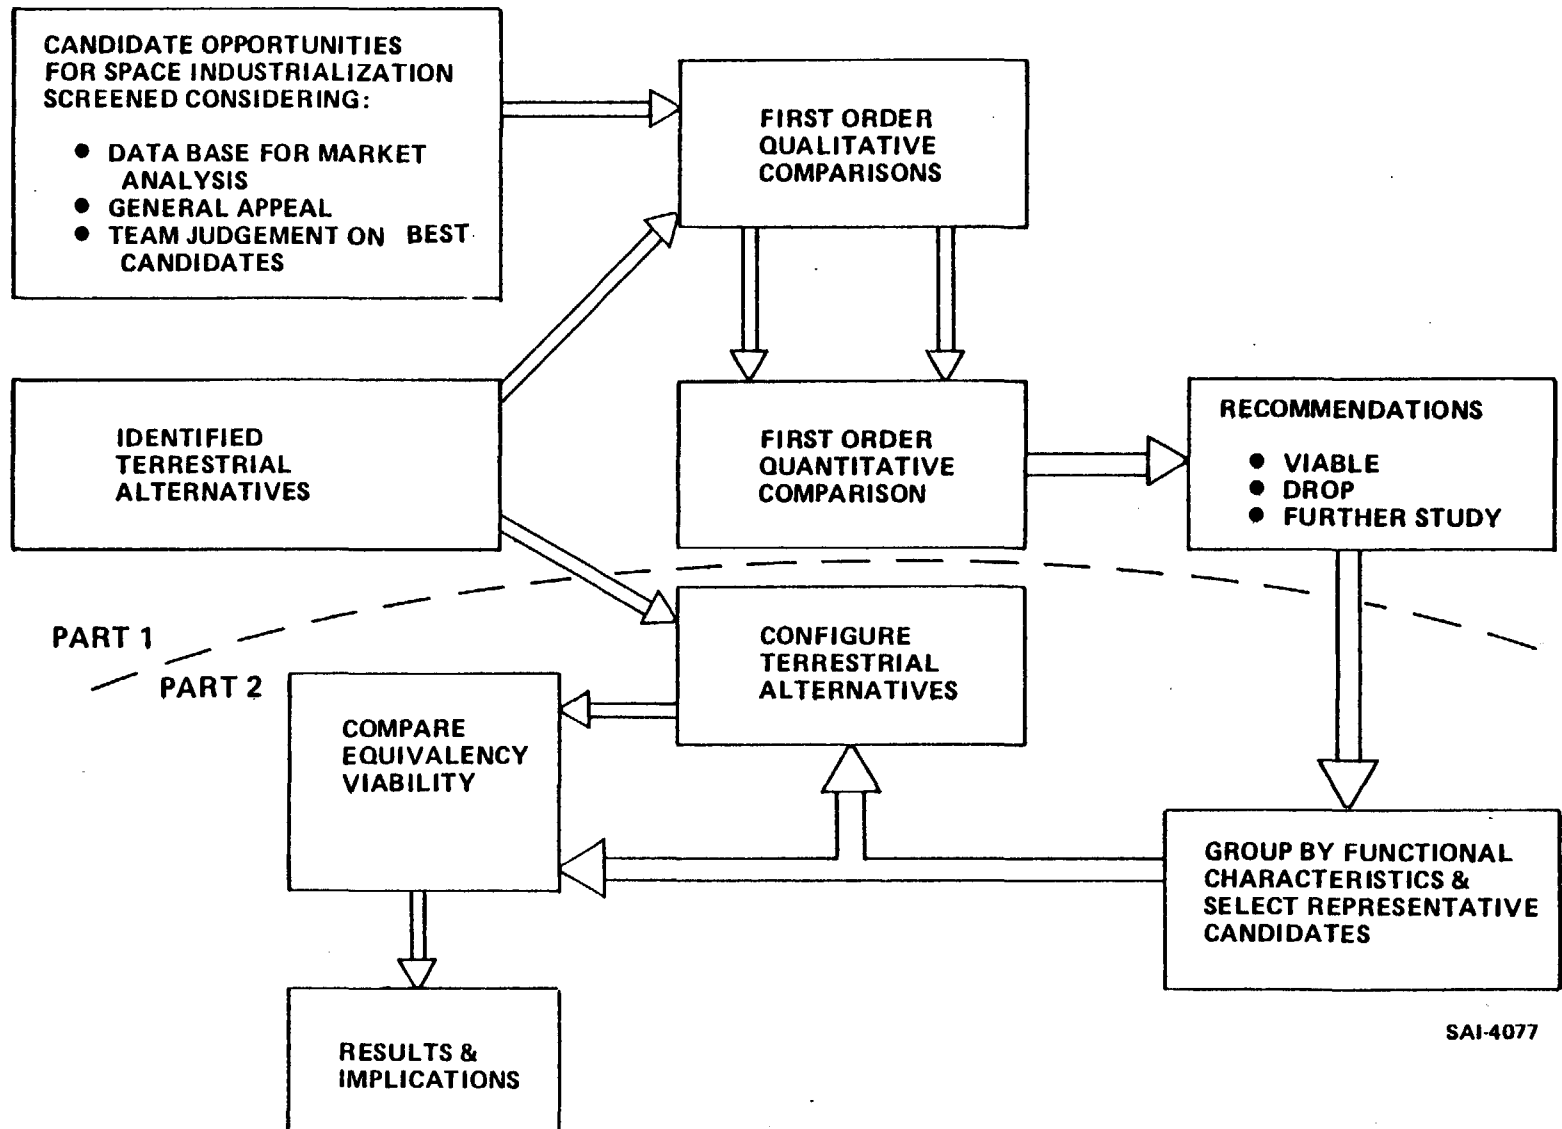 CANDIDATE OPPORTUNITIES
FOR SPACE INDUSTRIALIZATION
SCREENED CONSIDERING:
● DATA BASE FOR MARKET
ANALYSIS
● GENERAL APPEAL
● TEAM JUDGEMENT ON BEST
CANDIDATES
FIRST ORDER
QUALITATIVE
COMPARISONS
IDENTIFIED
TERRESTRIAL
ALTERNATIVES
FIRST ORDER
QUANTITATIVE
COMPARISON
RECOMMENDATIONS
● VIABLE
● DROP
● FURTHER STUDY
PART 1
PART 2
CONFIGURE
TERRESTRIAL
ALTERNATIVES
COMPARE
EQUIVALENCY
VIABILITY
GROUP BY FUNCTIONAL
CHARACTERISTICS &
SELECT REPRESENTATIVE
CANDIDATES
RESULTS &
IMPLICATIONS
SAI-4077